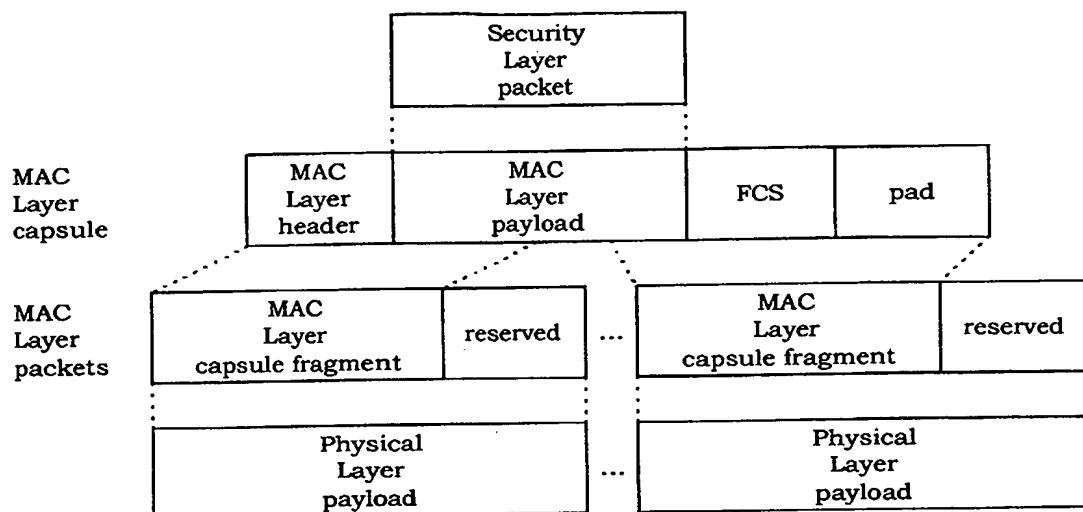 Security
Layer
packet
MAC
Layer
capsule
MAC
Layer
header
MAC
Layer
payload
FCS
pad
MAC
Layer
packets
MAC
Layer
capsule fragment
reserved
...
MAC
Layer
capsule fragment
reserved
Physical
Layer
payload
...
Physical
Layer
payload